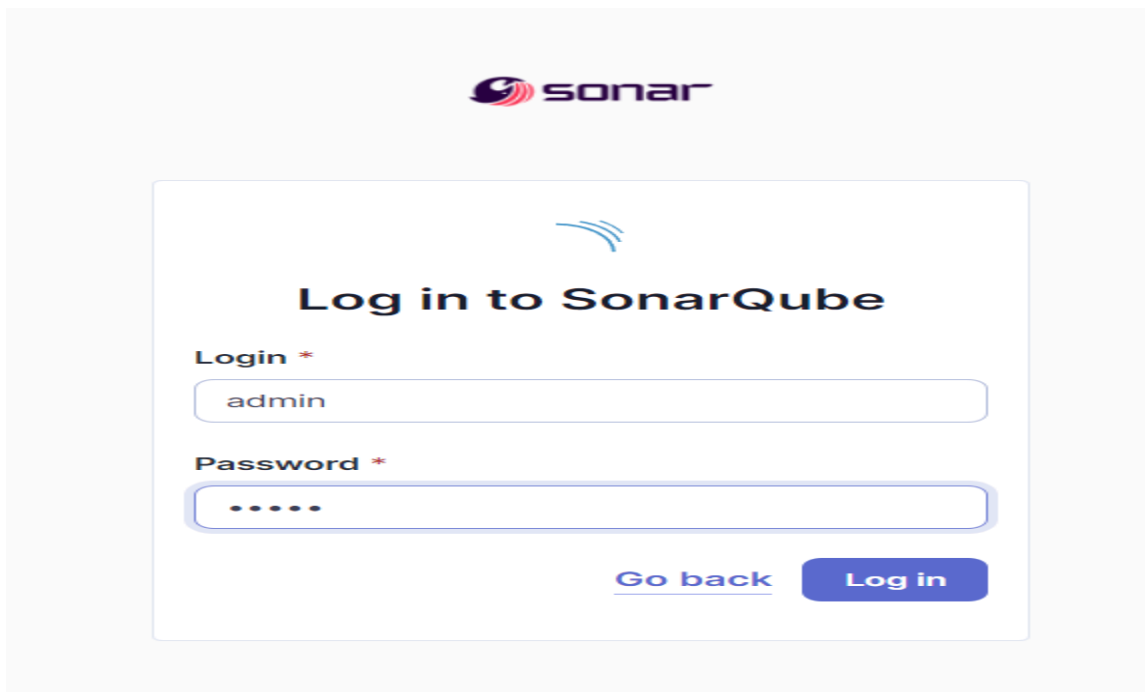 sonar
Log in to SonarQube
Login *
admin
Password *
•••••
Go back Log in